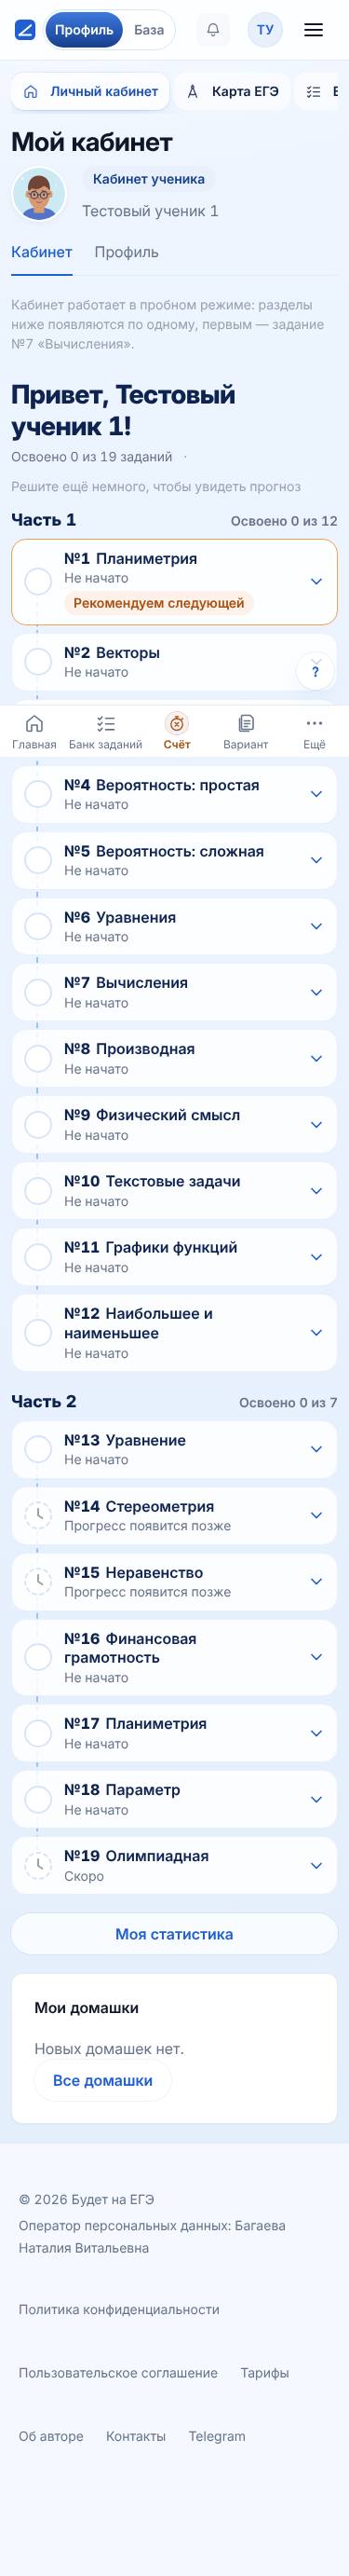 Профиль База ТУ
Личный кабинет Карта ЕГЭ
Мой кабинет
Кабинет ученика
Тестовый ученик 1
Кабинет Профиль
Кабинет работает в пробном режиме: разделы
ниже появляются по одному, первым — задание
№7 «Вычисления».
Привет, Тестовый
ученик 1!
Освоено 0 из 19 заданий ·
Решите ещё немного, чтобы увидеть прогноз
Часть 1 Освоено 0 из 12
№1 Планиметрия
Не начато
Рекомендуем следующей
№2 Векторы
Не начато
?
Главная Банк заданий Счёт Вариант Ещё
№4 Вероятность: простая
Не начато
№5 Вероятность: сложная
Не начато
№6 Уравнения
Не начато
№7 Вычисления
Не начато
№8 Производная
Не начато
№9 Физический смысл
Не начато
№10 Текстовые задачи
Не начато
№11 Графики функций
Не начато
№12 Наибольшее и
наименьшее
Не начато
Часть 2 Освоено 0 из 7
№13 Уравнение
Не начато
№14 Стереометрия
Прогресс появится позже
№15 Неравенство
Прогресс появится позже
№16 Финансовая
грамотность
Не начато
№17 Планиметрия
Не начато
№18 Параметр
Не начато
№19 Олимпиадная
Скоро
Моя статистика
Мои домашки
Новых домашек нет.
Все домашки
© 2026 Будет на ЕГЭ
Оператор персональных данных: Багаева
Наталия Витальевна
Политика конфиденциальности
Пользовательское соглашение Тарифы
Об авторе Контакты Telegram